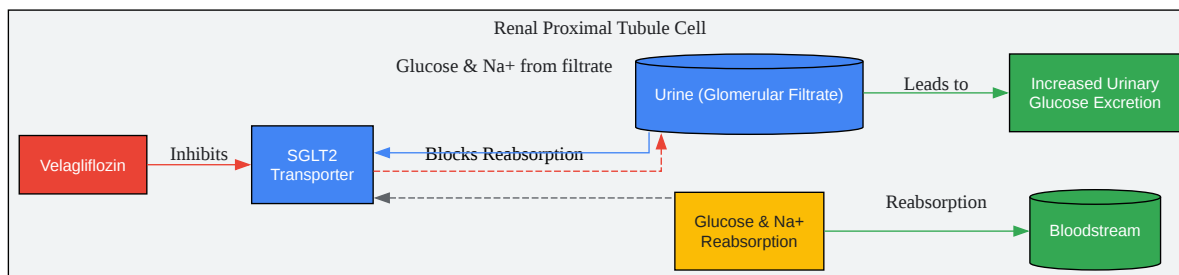 Renal Proximal Tubule Cell
Glucose & Na+ from filtrate
Urine (Glomerular Filtrate)
Leads to
Increased Urinary
Glucose Excretion
Velagliflozin
Inhibits
SGLT2
Transporter
Blocks Reabsorption
Glucose & Na+
Reabsorption
Reabsorption
Bloodstream